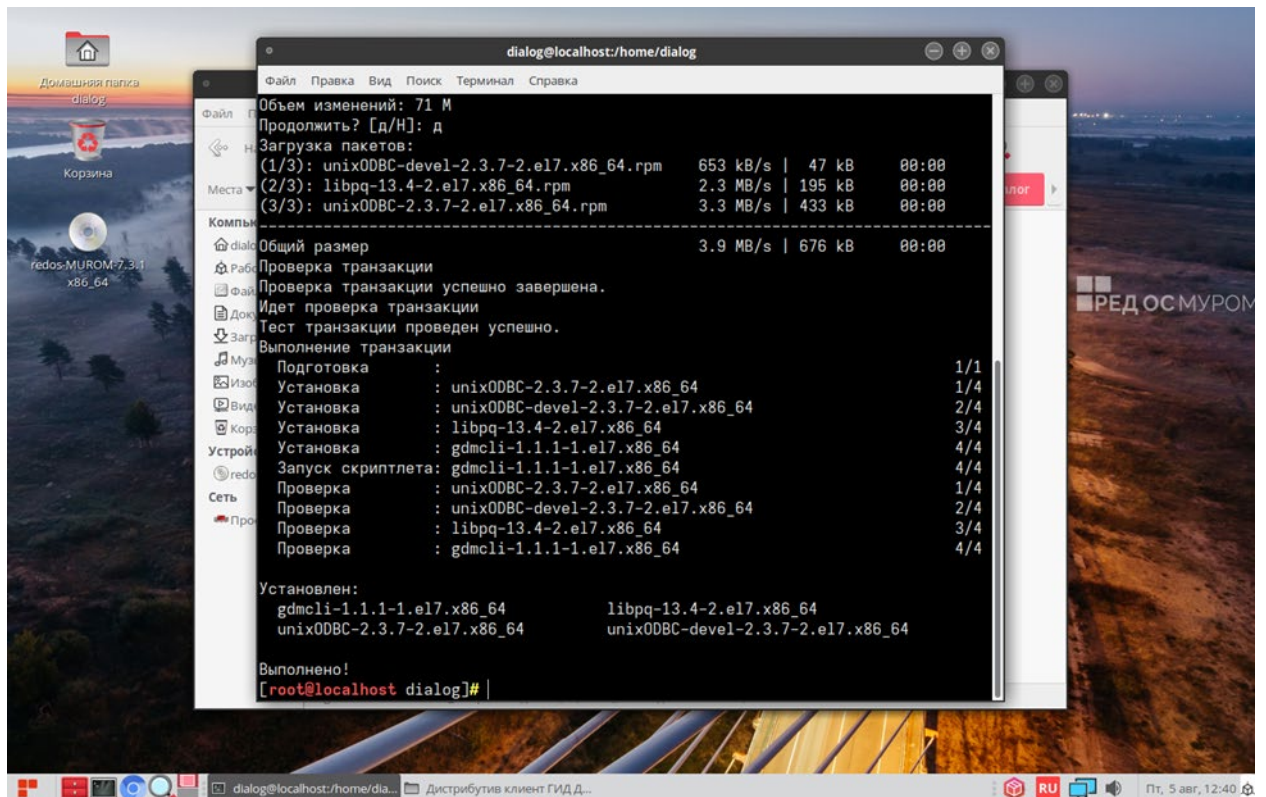 Домашняя папка
dialog
Корзина
redos-MUROM-7.3.1
x86_64
dialog@localhost:/home/dialog
Файл Правка Вид Поиск Терминал Справка
Объем изменений: 71 M
Продолжить? [д/Н]: д
Загрузка пакетов:
(1/3): unixODBC-devel-2.3.7-2.el7.x86_64.rpm 653 kB/s | 47 kB 00:00
(2/3): libpq-13.4-2.el7.x86_64.rpm 2.3 MB/s | 195 kB 00:00
(3/3): unixODBC-2.3.7-2.el7.x86_64.rpm 3.3 MB/s | 433 kB 00:00
--------------------------------------------------------------------------------
Общий размер 3.9 MB/s | 676 kB 00:00
Проверка транзакции
Проверка транзакции успешно завершена.
Идет проверка транзакции
Тест транзакции проведен успешно.
Выполнение транзакции
Подготовка : 1/1
Установка : unixODBC-2.3.7-2.el7.x86_64 1/4
Установка : unixODBC-devel-2.3.7-2.el7.x86_64 2/4
Установка : libpq-13.4-2.el7.x86_64 3/4
Установка : gdmcli-1.1.1-1.el7.x86_64 4/4
Запуск скриптлета: gdmcli-1.1.1-1.el7.x86_64 4/4
Проверка : unixODBC-2.3.7-2.el7.x86_64 1/4
Проверка : unixODBC-devel-2.3.7-2.el7.x86_64 2/4
Проверка : libpq-13.4-2.el7.x86_64 3/4
Проверка : gdmcli-1.1.1-1.el7.x86_64 4/4
Установлен:
gdmcli-1.1.1-1.el7.x86_64 libpq-13.4-2.el7.x86_64
unixODBC-2.3.7-2.el7.x86_64 unixODBC-devel-2.3.7-2.el7.x86_64
Выполнено!
[root@localhost dialog]#
Файл
Места
Сеть
РЕД ОС МУРОМ
dialog@localhost:/home/dia...
Дистрибутив клиент ГИД Д...
RU
Пт, 5 авг, 12:40